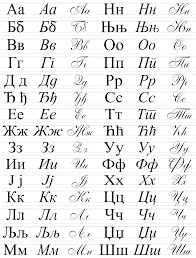 Аа Аа Аа Нн Нн Нн
Бб Бб Бб Њњ Њњ Њњ
Вв Вв Вв Оо Оо Оо
Гг Гг Гг Пп Пп Пп
Дд Дд Дд Рр Рр Рр
Ђђ Ђђ Ђђ Сс Сс Сс
Ее Ее Ее Тт Тт Тт
Жж Жж Жж Ћћ Ћћ Ћћ
Зз Зз Зз Уу Уу Уу
Ии Ии Ии Фф Фф Фф
Јј Јј Јј Хх Хх Хх
Кк Кк Кк Цц Цц Цц
Лл Лл Лл Чч Чч Чч
Љљ Љљ Љљ Џџ Џџ Џџ
Мм Мм Мм Шш Шш Шш